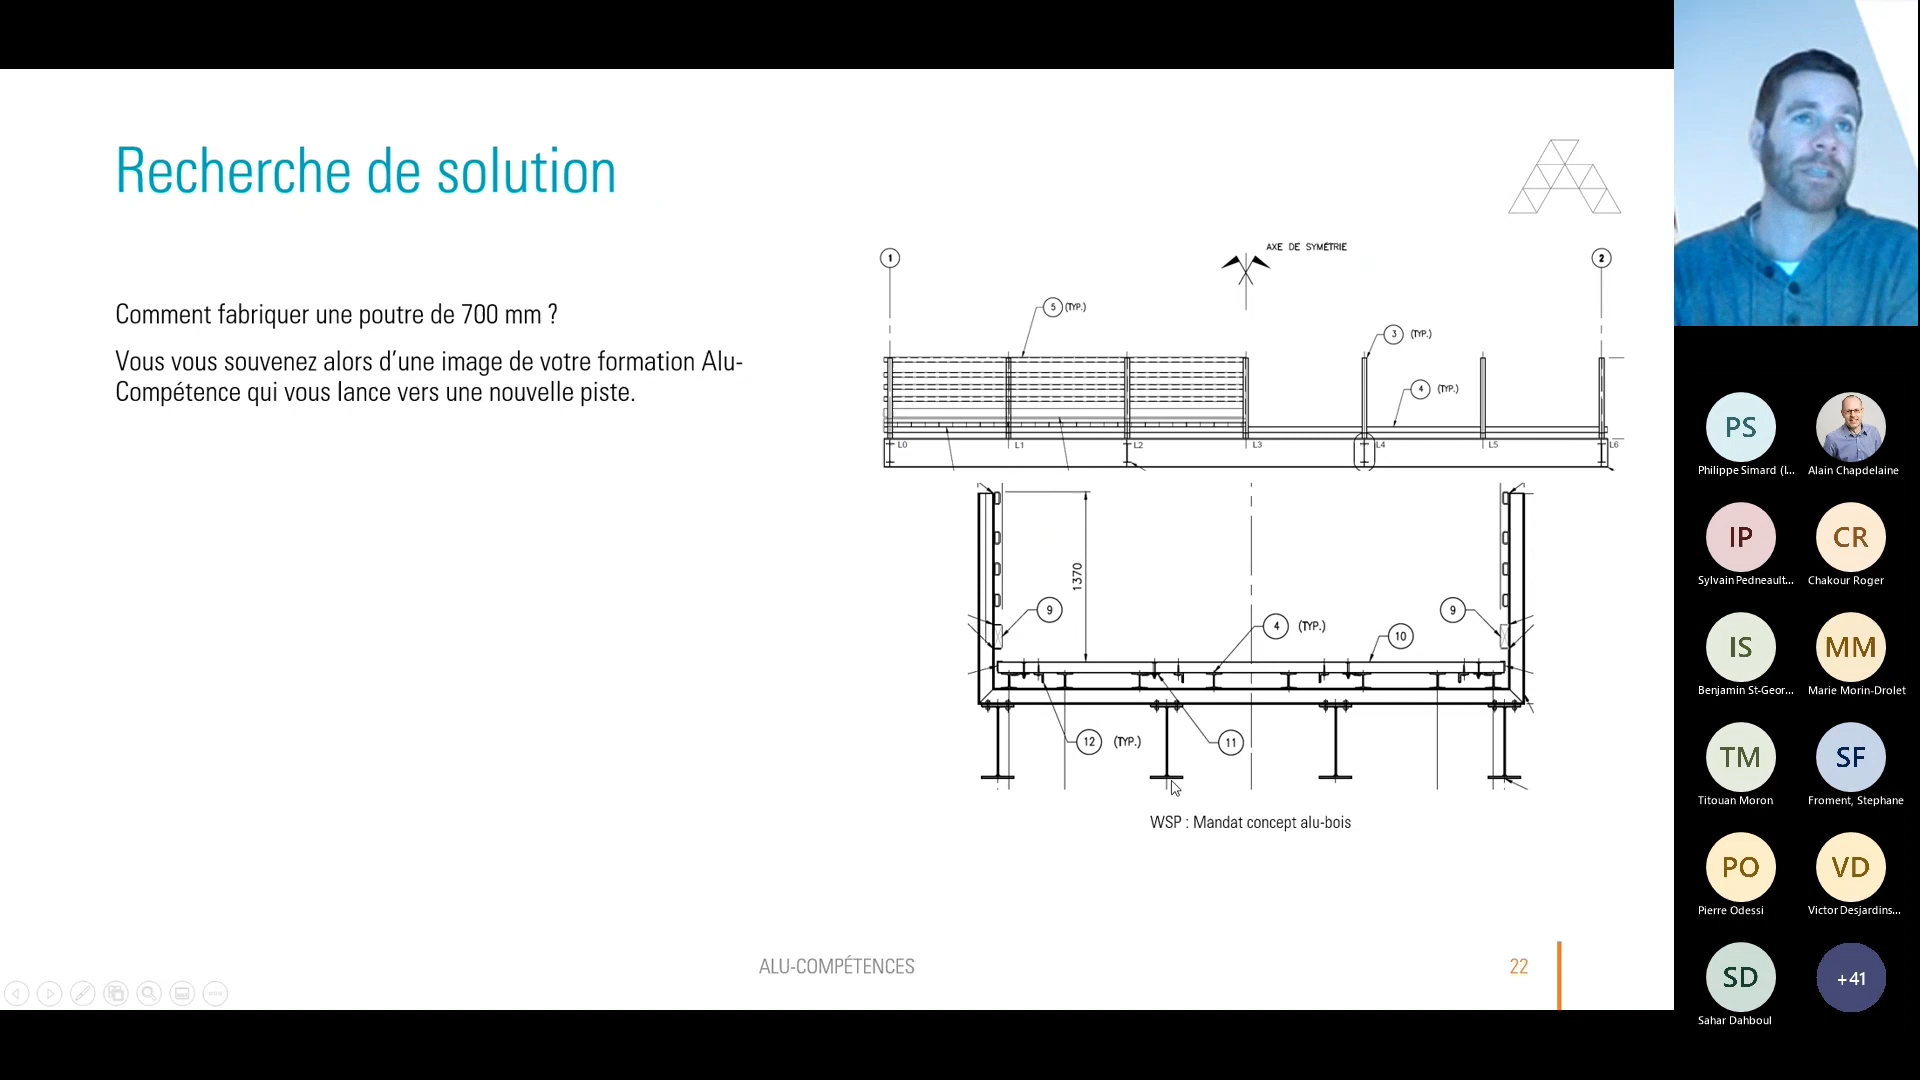 Recherche de solution
Comment fabriquer une poutre de 700 mm ?
Vous vous souvenez alors d’une image de votre formation Alu-
Compétence qui vous lance vers une nouvelle piste.
AXE DE SYMÉTRIE
1
2
5 (TYP.)
3 (TYP.)
4 (TYP.)
L0 L1 L2 L3 L4 L5 L6
1370
9
4 (TYP.)
10
9
12 (TYP.)
11
WSP : Mandat concept alu-bois
ALU-COMPÉTENCES
22
PS
Philippe Simard (I...
Alain Chapdelaine
IP
Sylvain Pedneault...
CR
Chakour Roger
IS
Benjamin St-Geor...
MM
Marie Morin-Drolet
TM
Titouan Moron
SF
Froment, Stephane
PO
Pierre Odessi
VD
Victor Desjardins...
SD
Sahar Dahboul
+41